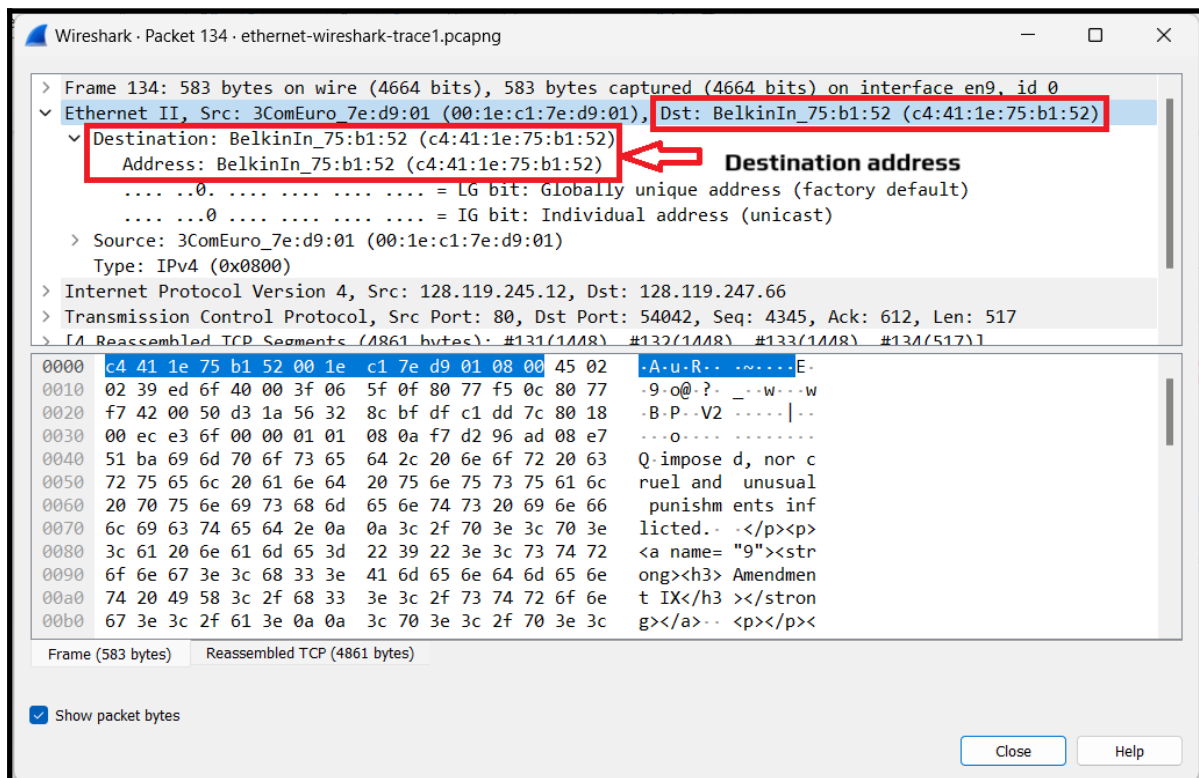 Wireshark · Packet 134 · ethernet-wireshark-trace1.pcapng
> Frame 134: 583 bytes on wire (4664 bits), 583 bytes captured (4664 bits) on interface en9, id 0
Ethernet II, Src: 3ComEuro_7e:d9:01 (00:1e:c1:7e:d9:01), Dst: BelkinIn_75:b1:52 (c4:41:1e:75:b1:52)
Destination: BelkinIn_75:b1:52 (c4:41:1e:75:b1:52)
Address: BelkinIn_75:b1:52 (c4:41:1e:75:b1:52)
Destination address
.... ..0. .... .... .... .... = LG bit: Globally unique address (factory default)
.... ...0 .... .... .... .... = IG bit: Individual address (unicast)
> Source: 3ComEuro_7e:d9:01 (00:1e:c1:7e:d9:01)
Type: IPv4 (0x0800)
> Internet Protocol Version 4, Src: 128.119.245.12, Dst: 128.119.247.66
> Transmission Control Protocol, Src Port: 80, Dst Port: 54042, Seq: 4345, Ack: 612, Len: 517
> [4 Reassembled TCP Segments (4861 bytes): #131(1448), #132(1448), #133(1448), #134(517)]
0000 c4 41 1e 75 b1 52 00 1e c1 7e d9 01 08 00 45 02 ·A·u·R·· ·~····E·
0010 02 39 ed 6f 40 00 3f 06 5f 0f 80 77 f5 0c 80 77 ·9·o@·?· _··w···w
0020 f7 42 00 50 d3 1a 56 32 8c bf df c1 dd 7c 80 18 ·B·P··V2 ·····|··
0030 00 ec e3 6f 00 00 01 01 08 0a f7 d2 96 ad 08 e7 ···o···· ········
0040 51 ba 69 6d 70 6f 73 65 64 2c 20 6e 6f 72 20 63 Q·impose d, nor c
0050 72 75 65 6c 20 61 6e 64 20 75 6e 75 73 75 61 6c ruel and  unusual
0060 20 70 75 6e 69 73 68 6d 65 6e 74 73 20 69 6e 66  punishm ents inf
0070 6c 69 63 74 65 64 2e 0a 0a 3c 2f 70 3e 3c 70 3e licted.· ·</p><p>
0080 3c 61 20 6e 61 6d 65 3d 22 39 22 3e 3c 73 74 72 <a name= "9"><str
0090 6f 6e 67 3e 3c 68 33 3e 41 6d 65 6e 64 6d 65 6e ong><h3> Amendmen
00a0 74 20 49 58 3c 2f 68 33 3e 3c 2f 73 74 72 6f 6e t IX</h3 ></stron
00b0 67 3e 3c 2f 61 3e 0a 0a 3c 70 3e 3c 2f 70 3e 3c g></a>·· <p></p><
Frame (583 bytes) Reassembled TCP (4861 bytes)
Show packet bytes
Close Help